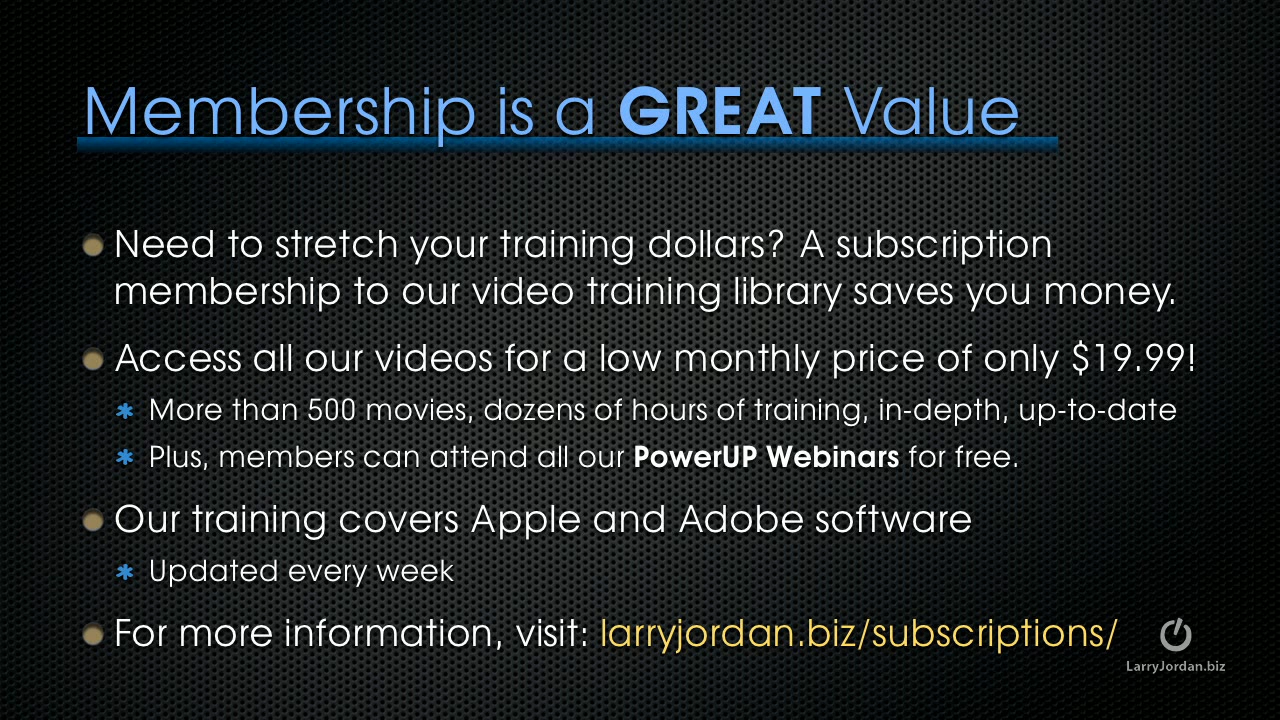 Membership is a GREAT Value
Need to stretch your training dollars? A subscription
membership to our video training library saves you money.
Access all our videos for a low monthly price of only $19.99!
More than 500 movies, dozens of hours of training, in-depth, up-to-date
Plus, members can attend all our PowerUP Webinars for free.
Our training covers Apple and Adobe software
Updated every week
For more information, visit: larryjordan.biz/subscriptions/
LarryJordan.biz